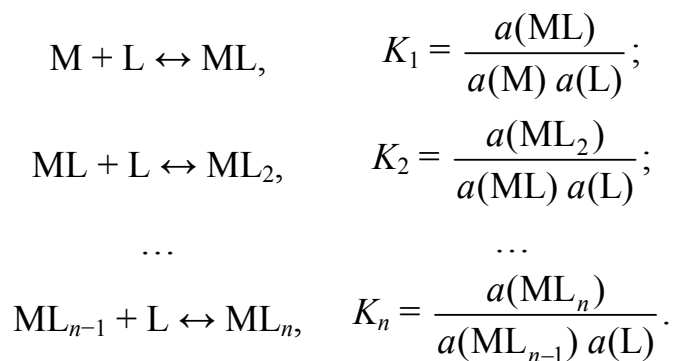 M + L ↔ ML, K₁ = a(ML) / a(M) a(L) ;
ML + L ↔ ML₂, K₂ = a(ML₂) / a(ML) a(L) ;
… …
MLₙ₋₁ + L ↔ MLₙ, Kₙ = a(MLₙ) / a(MLₙ₋₁) a(L) .